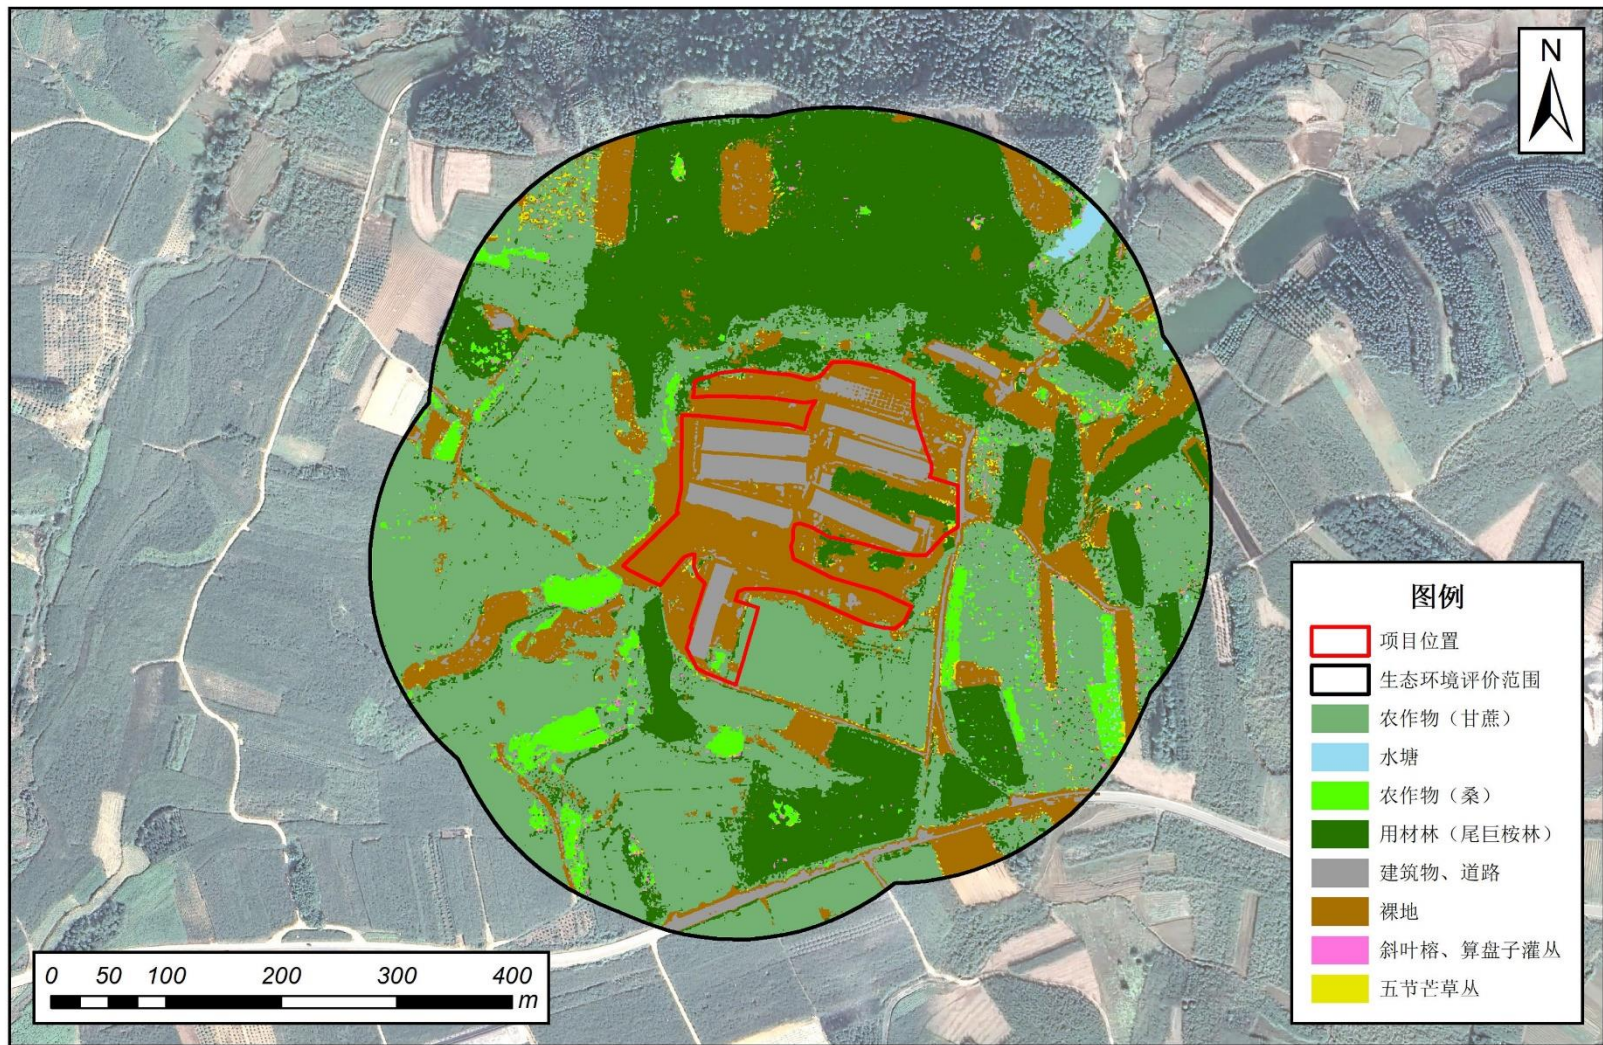 N
图例
项目位置
生态环境评价范围
农作物（甘蔗）
水塘
农作物（桑）
用材林（尾巨桉林）
建筑物、道路
裸地
斜叶榕、算盘子灌丛
五节芒草丛
0 50 100 200 300 400
m